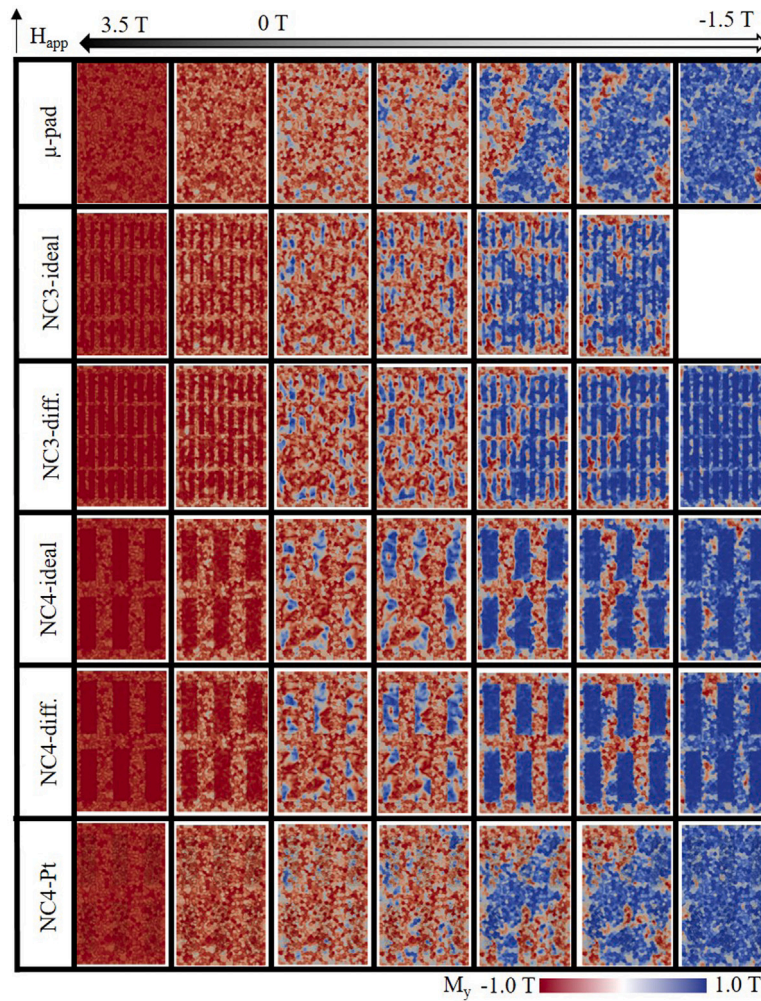 H_app 3.5 T 0 T -1.5 T
μ-pad
NC3-ideal
NC3-diff.
NC4-ideal
NC4-diff.
NC4-Pt
M_y -1.0 T 1.0 T